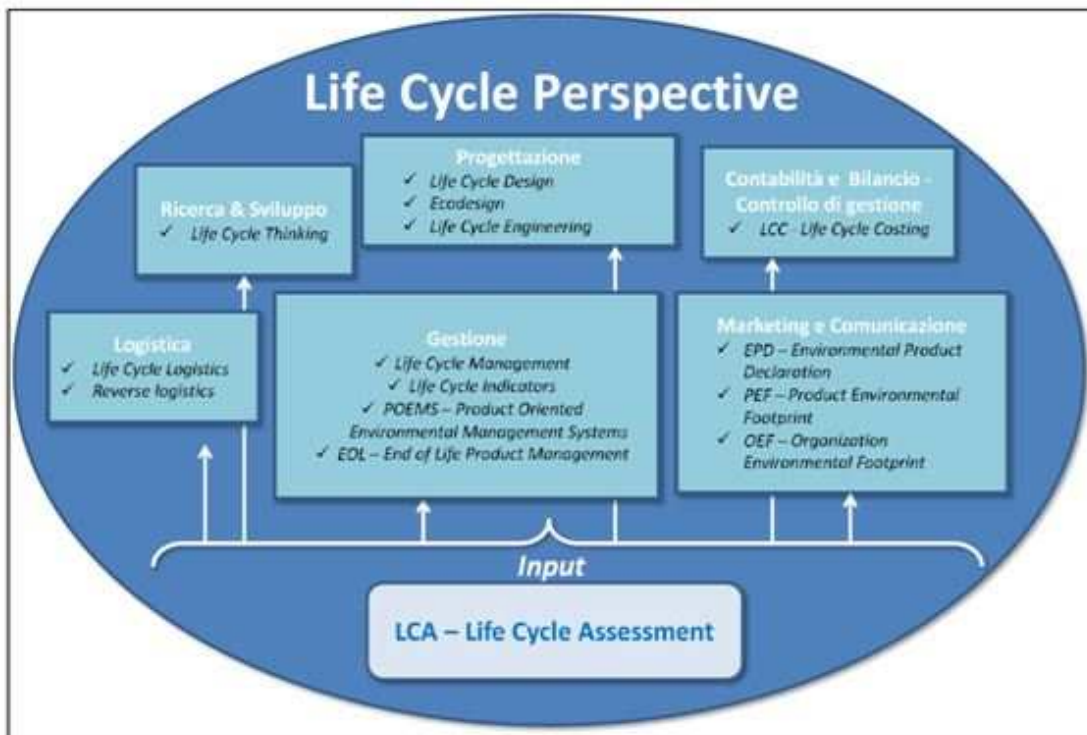 Life Cycle Perspective
Ricerca & Sviluppo
✓ Life Cycle Thinking
Progettazione
✓ Life Cycle Design
✓ Ecodesign
✓ Life Cycle Engineering
Contabilità e Bilancio -
Controllo di gestione
✓ LCC - Life Cycle Costing
Logistica
✓ Life Cycle Logistics
✓ Reverse logistics
Gestione
✓ Life Cycle Management
✓ Life Cycle Indicators
✓ POEMS – Product Oriented
Environmental Management Systems
✓ EOL – End of Life Product Management
Marketing e Comunicazione
✓ EPD – Environmental Product
Declaration
✓ PEF – Product Environmental
Footprint
✓ OEF – Organization
Environmental Footprint
Input
LCA – Life Cycle Assessment